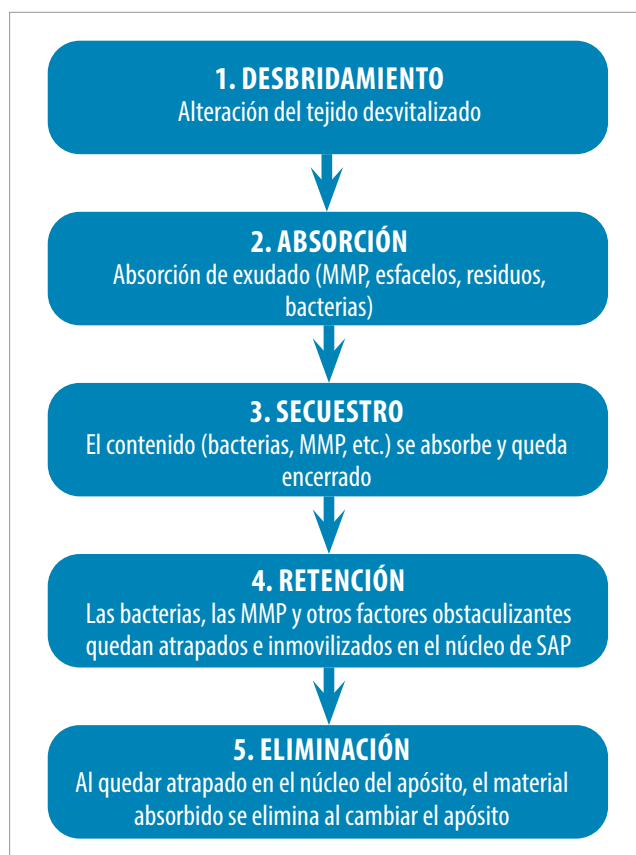 1. DESBRIDAMIENTO
Alteración del tejido desvitalizado
2. ABSORCIÓN
Absorción de exudado (MMP, esfacelos, residuos,
bacterias)
3. SECUESTRO
El contenido (bacterias, MMP, etc.) se absorbe y queda
encerrado
4. RETENCIÓN
Las bacterias, las MMP y otros factores obstaculizantes
quedan atrapados e inmovilizados en el núcleo de SAP
5. ELIMINACIÓN
Al quedar atrapado en el núcleo del apósito, el material
absorbido se elimina al cambiar el apósito